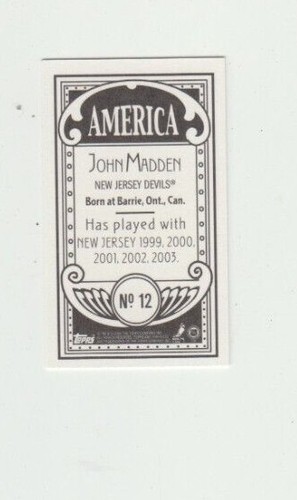 AMERICA
JOHN MADDEN
NEW JERSEY DEVILS®
Born at Barrie, Ont., Can.
Has played with
NEW JERSEY 1999, 2000,
2001, 2002, 2003.
No 12
TOPPS